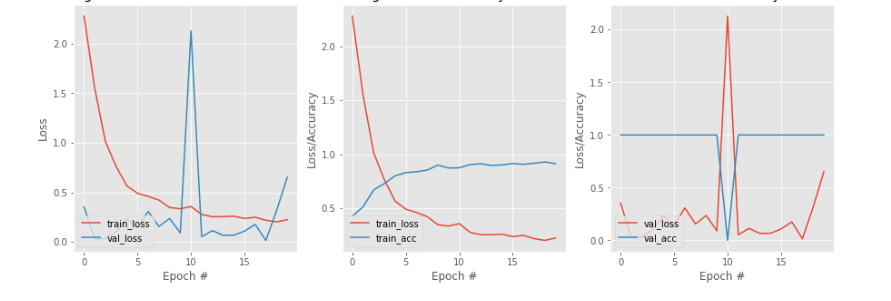 2.0
1.5
1.0
0.5
0.0
Loss
train_loss
val_loss
0
5
10
15
Epoch #
2.0
1.5
1.0
0.5
Loss/Accuracy
train_loss
train_acc
0
5
10
15
Epoch #
2.0
1.5
1.0
0.5
0.0
Loss/Accuracy
val_loss
val_acc
0
5
10
15
Epoch #